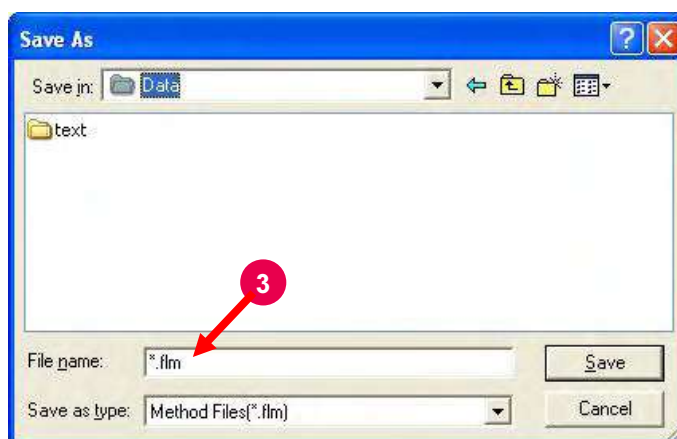 Save As
Save in: Data
text
3
File name: *.flm Save
Save as type: Method Files(*.flm) Cancel